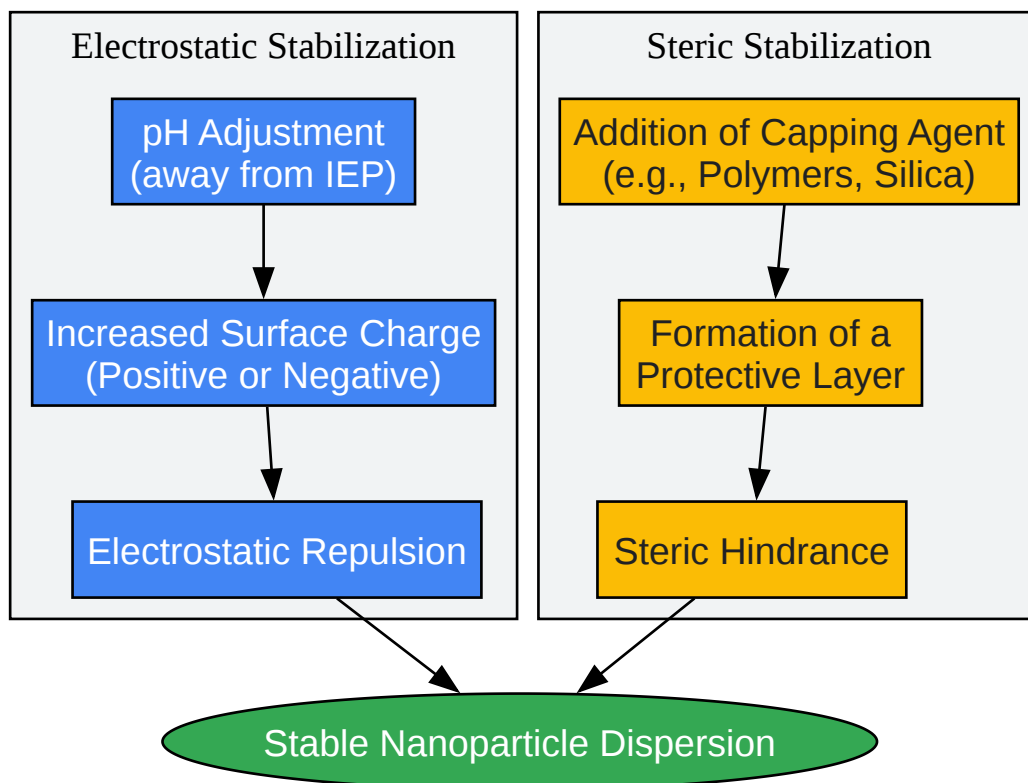 Electrostatic Stabilization
pH Adjustment
(away from IEP)
Increased Surface Charge
(Positive or Negative)
Electrostatic Repulsion
Steric Stabilization
Addition of Capping Agent
(e.g., Polymers, Silica)
Formation of a
Protective Layer
Steric Hindrance
Stable Nanoparticle Dispersion